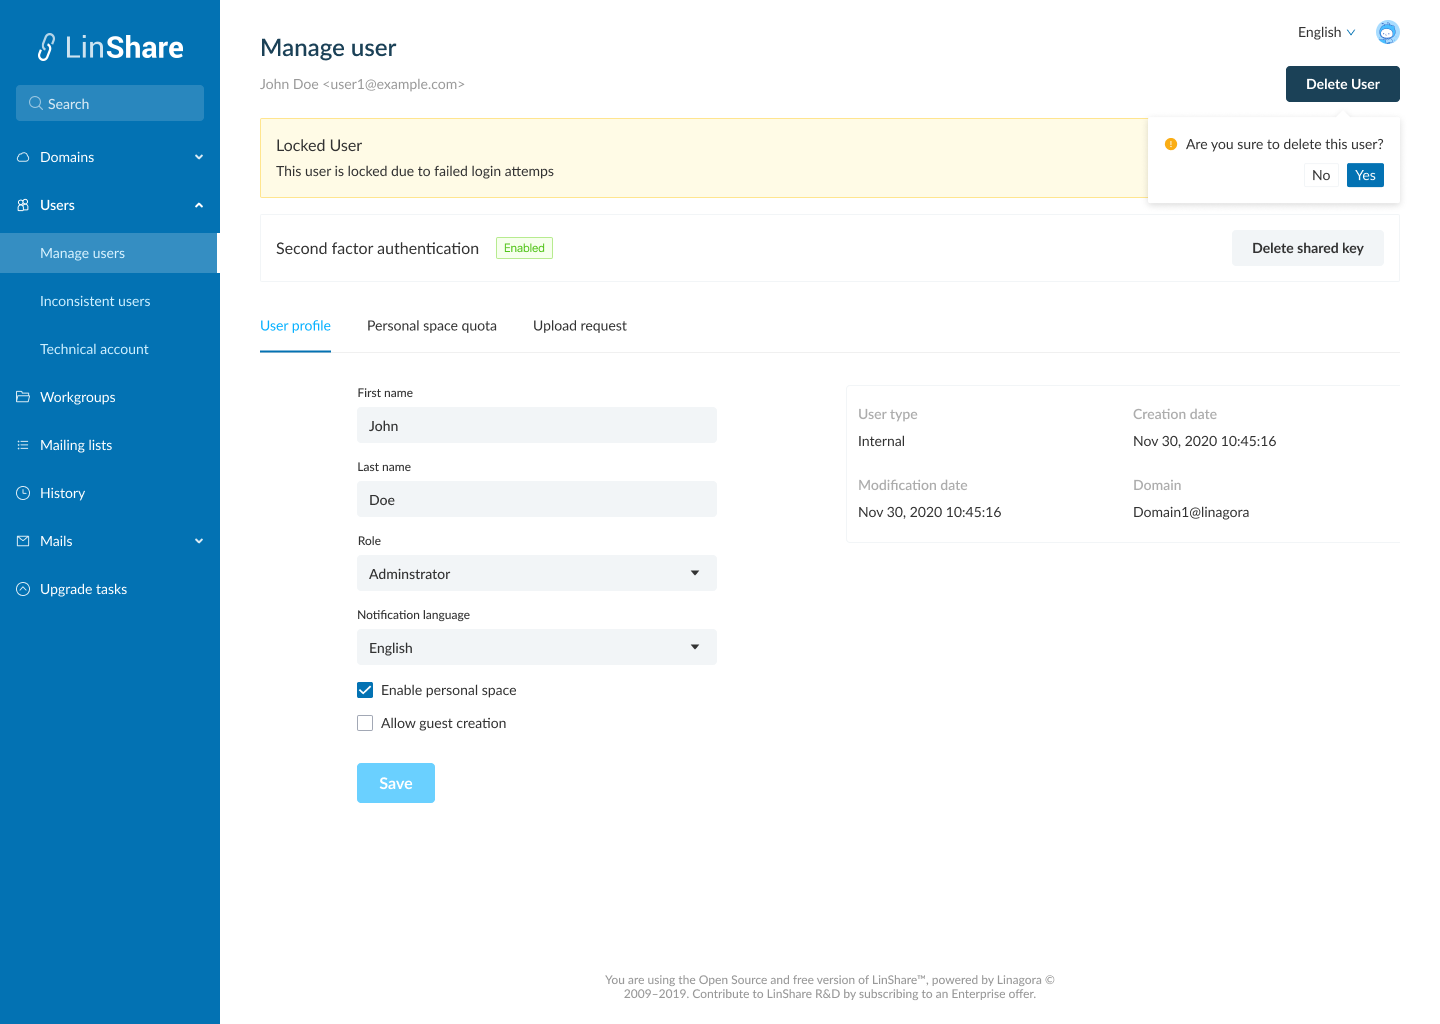 LinShare
Search
Domains
Users
Manage users
Inconsistent users
Technical account
Workgroups
Mailing lists
History
Mails
Upgrade tasks
English
Manage user
John Doe <user1@example.com>
Delete User
Locked User
This user is locked due to failed login attemps
Are you sure to delete this user?
No Yes
Second factor authentication Enabled Delete shared key
User profile Personal space quota Upload request
First name
John
Last name
Doe
Role
Adminstrator
Notification language
English
Enable personal space
Allow guest creation
Save
User type Creation date
Internal Nov 30, 2020 10:45:16
Modification date Domain
Nov 30, 2020 10:45:16 Domain1@linagora
You are using the Open Source and free version of LinShare™, powered by Linagora ©
2009–2019. Contribute to LinShare R&D by subscribing to an Enterprise offer.